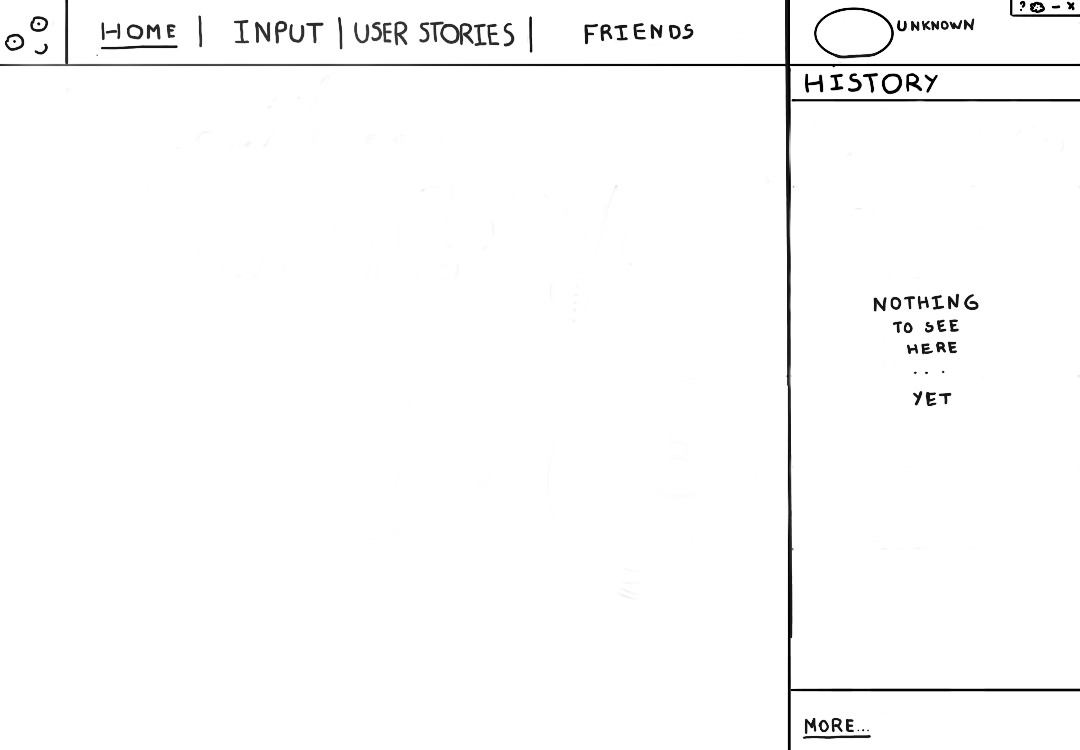 HOME | INPUT | USER STORIES | FRIENDS
UNKNOWN
? - x
HISTORY
NOTHING
TO SEE
HERE
...
YET
MORE...